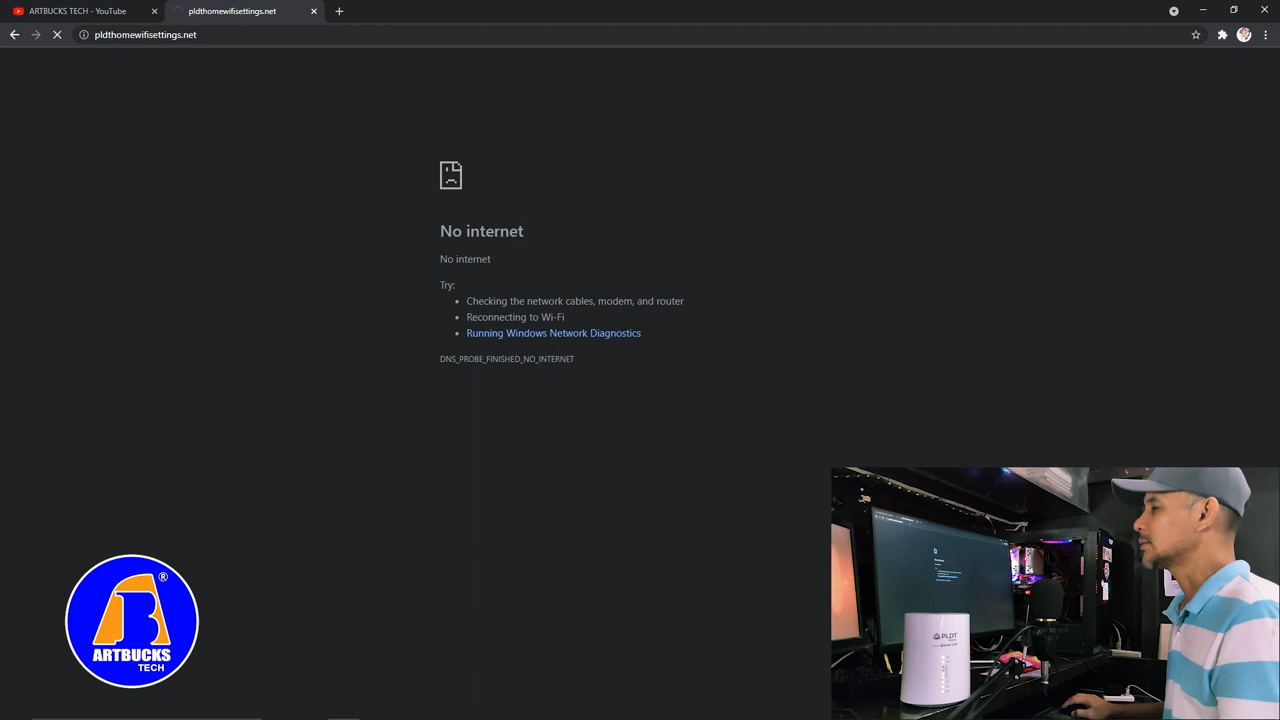 ARTBUCKS TECH - YouTube
pldthomewifisettings.net
pldthomewifisettings.net
No internet
No internet
Try:
Checking the network cables, modem, and router
Reconnecting to Wi-Fi
Running Windows Network Diagnostics
DNS_PROBE_FINISHED_NO_INTERNET
PLDT
ARTBUCKS
TECH
®